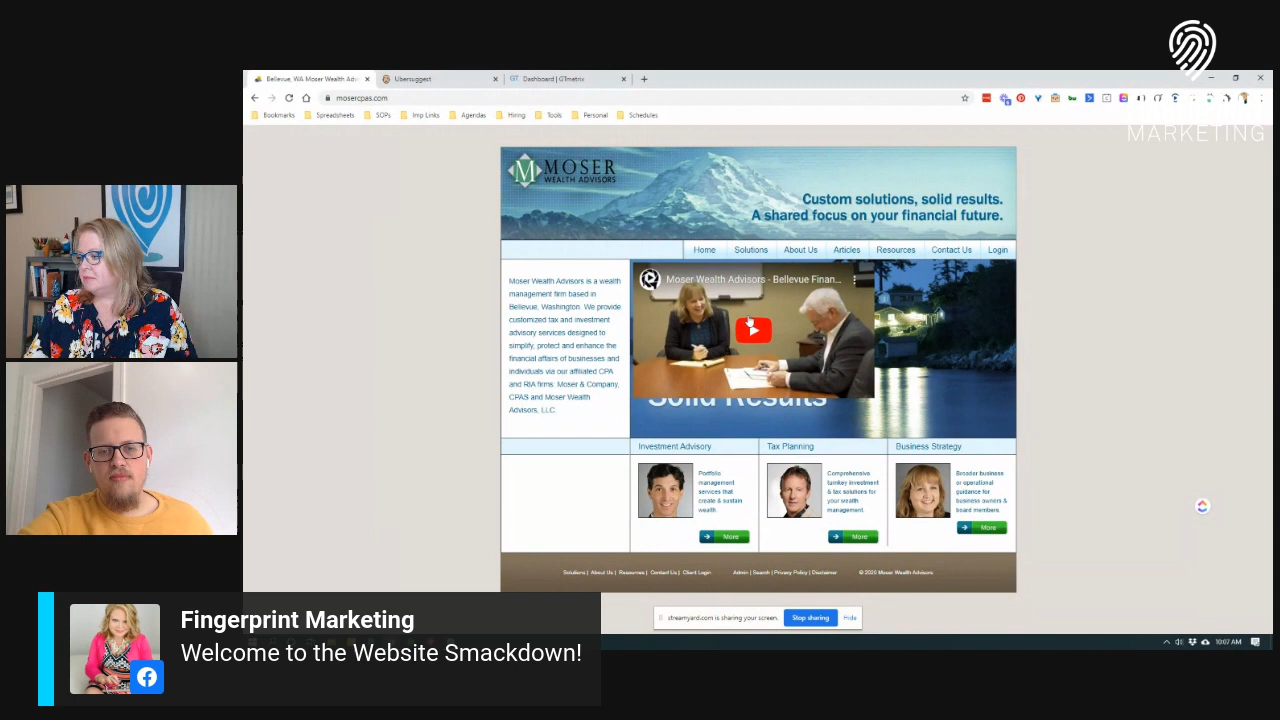 Bellevue, WA Moser Wealth Advi
Ubersuggest
GT Dashboard | GTmetrix
mosercpas.com
Bookmarks
Spreadsheets
SOPs
Imp Links
Agendas
Hiring
Tools
Personal
Schedules
MARKETING
M MOSER
WEALTH ADVISORS
Custom solutions, solid results.
A shared focus on your financial future.
Home
Solutions
About Us
Articles
Resources
Contact Us
Login
Moser Wealth Advisors is a wealth
management firm based in
Bellevue, Washington. We provide
customized tax and investment
advisory services designed to
simplify, protect and enhance the
financial affairs of businesses and
individuals via our affiliated CPA
and RIA firms: Moser & Company,
CPAS and Moser Wealth
Advisors, LLC.
Moser Wealth Advisors - Bellevue Finan...
Solid Results
Investment Advisory
Portfolio
management
services that
create & sustain
wealth.
More
Tax Planning
Comprehensive
turnkey investment
& tax solutions for
your wealth
management.
More
Business Strategy
Broader business
or operational
guidance for
business owners &
board members.
More
Solutions | About Us | Resources | Contact Us | Client Login
Admin | Search | Privacy Policy | Disclaimer
© 2020 Moser Wealth Advisors
streamyard.com is sharing your screen.
Stop sharing
Hide
10:07 AM
Fingerprint Marketing
Welcome to the Website Smackdown!